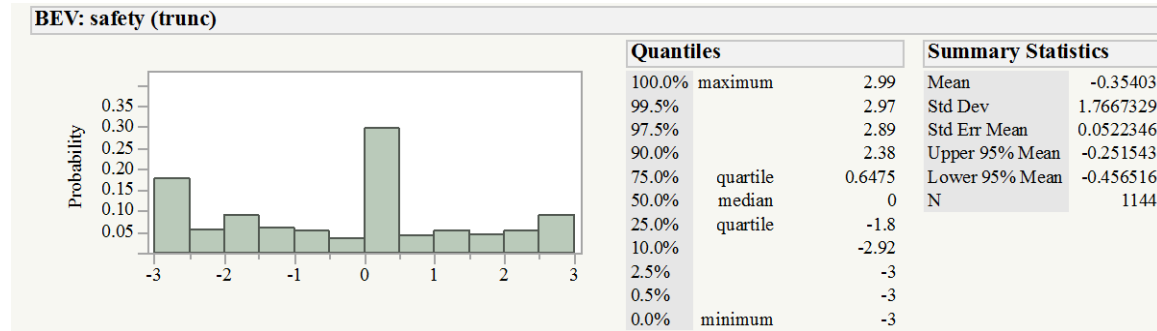 BEV: safety (trunc)
Probability
0.35
0.30
0.25
0.20
0.15
0.10
0.05
-3 -2 -1 0 1 2 3
Quantiles
100.0% maximum 2.99
99.5% 2.97
97.5% 2.89
90.0% 2.38
75.0% quartile 0.6475
50.0% median 0
25.0% quartile -1.8
10.0% -2.92
2.5% -3
0.5% -3
0.0% minimum -3
Summary Statistics
Mean -0.35403
Std Dev 1.7667329
Std Err Mean 0.0522346
Upper 95% Mean -0.251543
Lower 95% Mean -0.456516
N 1144